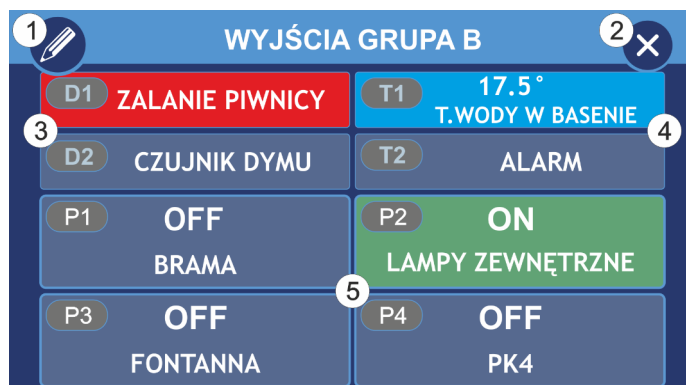 1
WYJŚCIA GRUPA B
2
D1 ZALANIE PIWNICY
T1 17.5°
T.WODY W BASENIE
3
4
D2 CZUJNIK DYMU
T2 ALARM
P1 OFF
BRAMA
P2 ON
LAMPY ZEWNĘTRZNE
5
P3 OFF
FONTANNA
P4 OFF
PK4